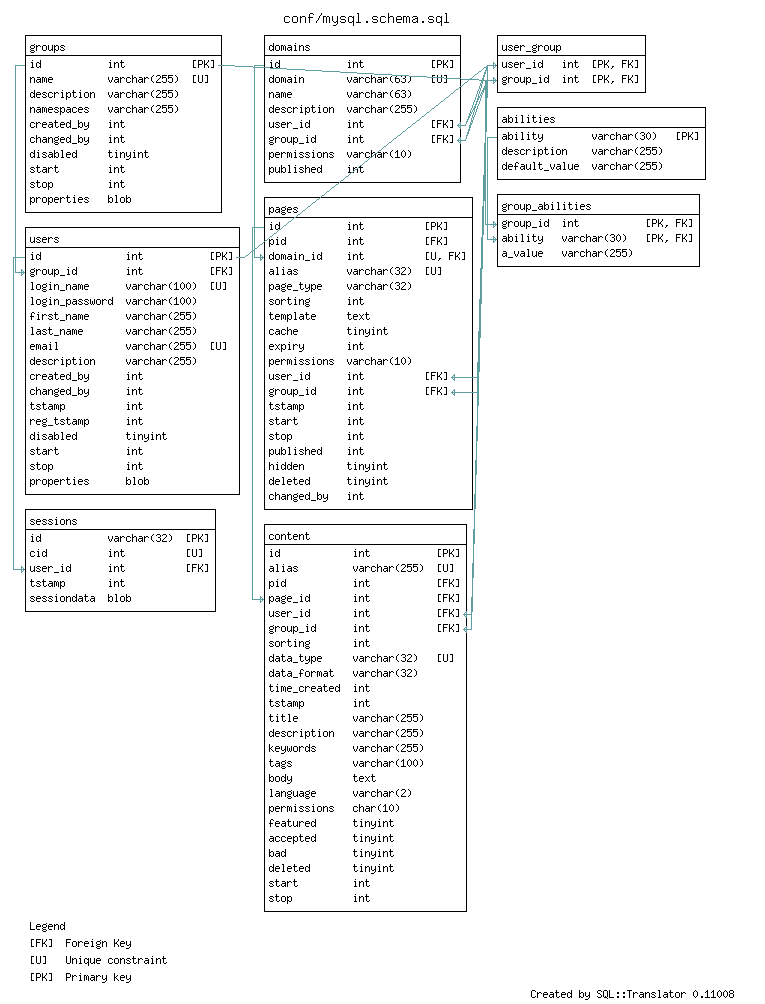 conf/mysql.schema.sql
groups
id int [PK]
name varchar(255) [U]
description varchar(255)
namespaces varchar(255)
created_by int
changed_by int
disabled tinyint
start int
stop int
properties blob
users
id int [PK]
group_id int [FK]
login_name varchar(100) [U]
login_password varchar(100)
first_name varchar(255)
last_name varchar(255)
email varchar(255) [U]
description varchar(255)
created_by int
changed_by int
tstamp int
reg_tstamp int
disabled tinyint
start int
stop int
properties blob
sessions
id varchar(32) [PK]
cid int [U]
user_id int [FK]
tstamp int
sessiondata blob
domains
id int [PK]
domain varchar(63) [U]
name varchar(63)
description varchar(255)
user_id int [FK]
group_id int [FK]
permissions varchar(10)
published int
pages
id int [PK]
pid int [FK]
domain_id int [U, FK]
alias varchar(32) [U]
page_type varchar(32)
sorting int
template text
cache tinyint
expiry int
permissions varchar(10)
user_id int [FK]
group_id int [FK]
tstamp int
start int
stop int
published int
hidden tinyint
deleted tinyint
changed_by int
content
id int [PK]
alias varchar(255) [U]
pid int [FK]
page_id int [FK]
user_id int [FK]
group_id int [FK]
sorting int
data_type varchar(32) [U]
data_format varchar(32)
time_created int
tstamp int
title varchar(255)
description varchar(255)
keywords varchar(255)
tags varchar(100)
body text
language varchar(2)
permissions char(10)
featured tinyint
accepted tinyint
bad tinyint
deleted tinyint
start int
stop int
user_group
user_id int [PK, FK]
group_id int [PK, FK]
abilities
ability varchar(30) [PK]
description varchar(255)
default_value varchar(255)
group_abilities
group_id int [PK, FK]
ability varchar(30) [PK, FK]
a_value varchar(255)
Legend
[FK] Foreign Key
[U] Unique constraint
[PK] Primary key
Created by SQL::Translator 0.11008